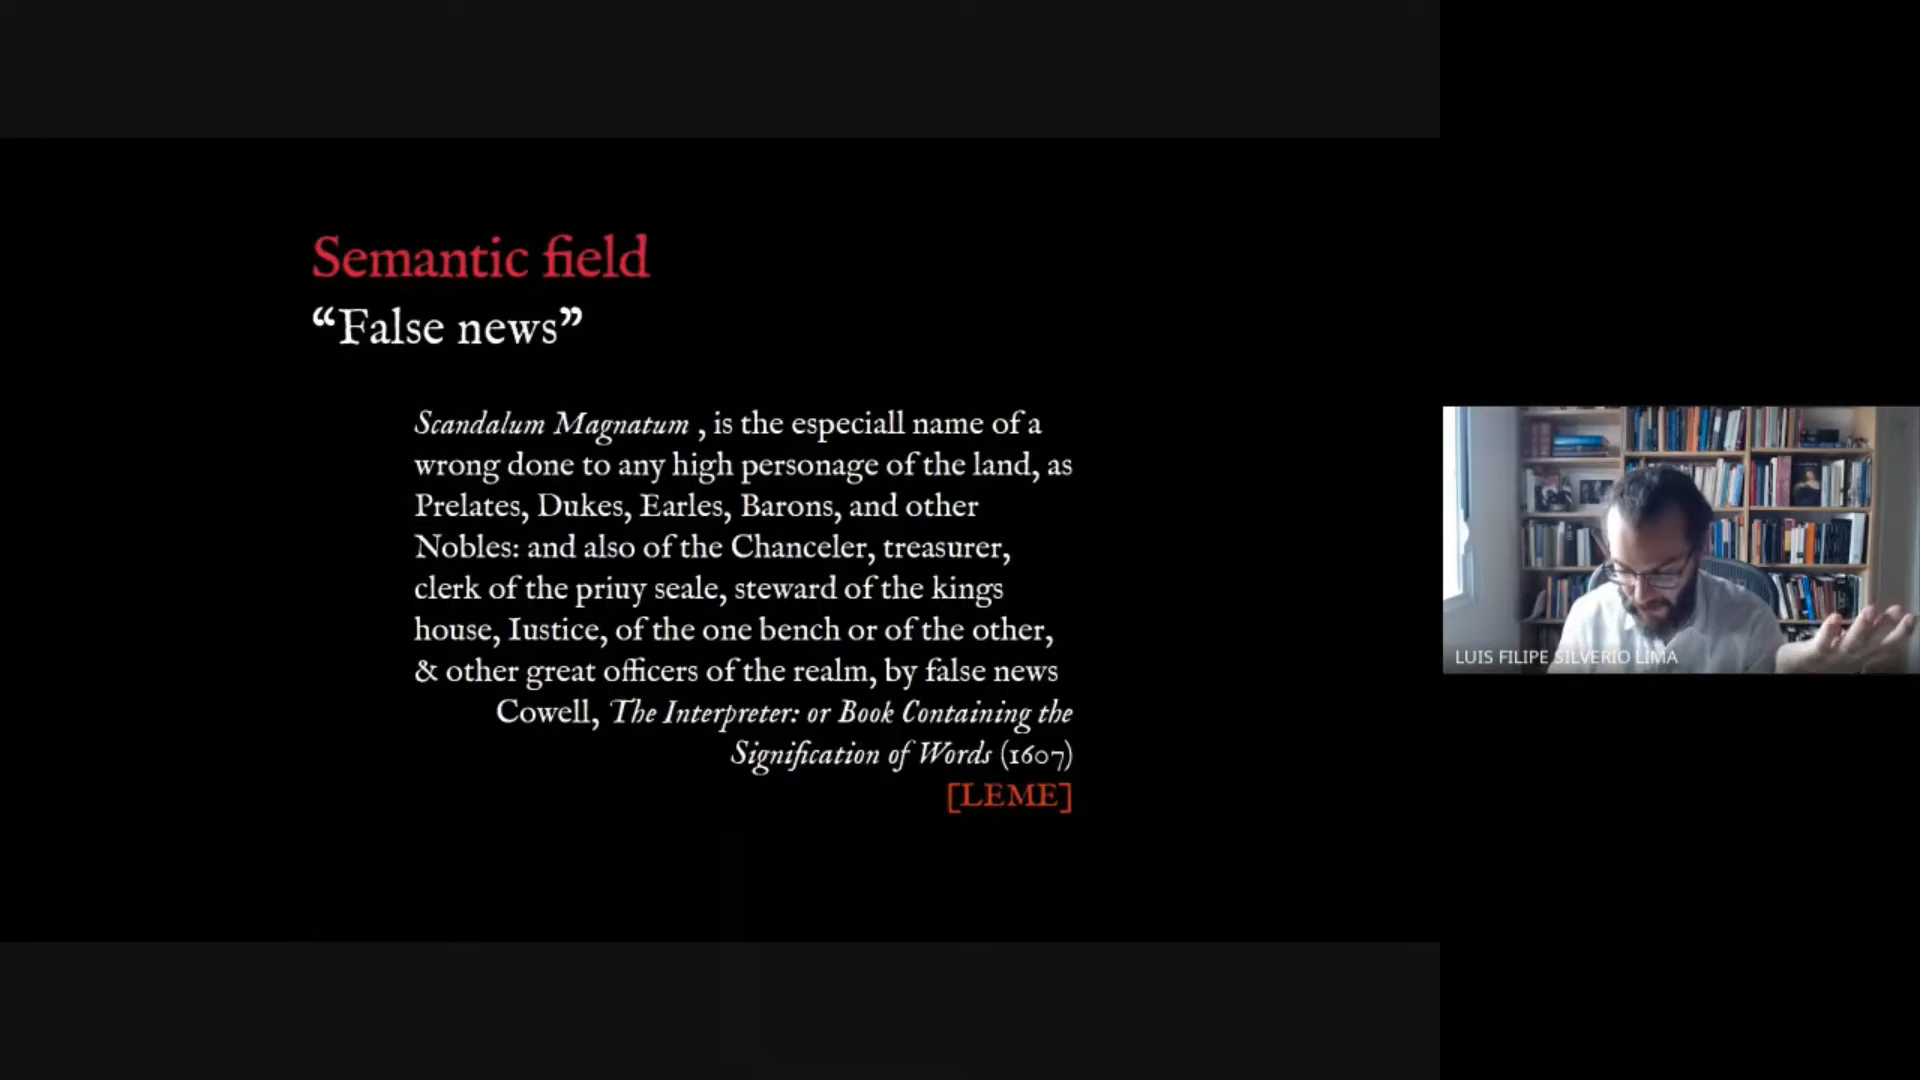 Semantic field
“False news”
Scandalum Magnatum , is the especiall name of a
wrong done to any high personage of the land, as
Prelates, Dukes, Earles, Barons, and other
Nobles: and also of the Chanceler, treasurer,
clerk of the priuy seale, steward of the kings
house, Iustice, of the one bench or of the other,
& other great officers of the realm, by false news
Cowell, The Interpreter: or Book Containing the
Signification of Words (1607)
[LEME]
LUIS FILIPE SILVERIO LIMA